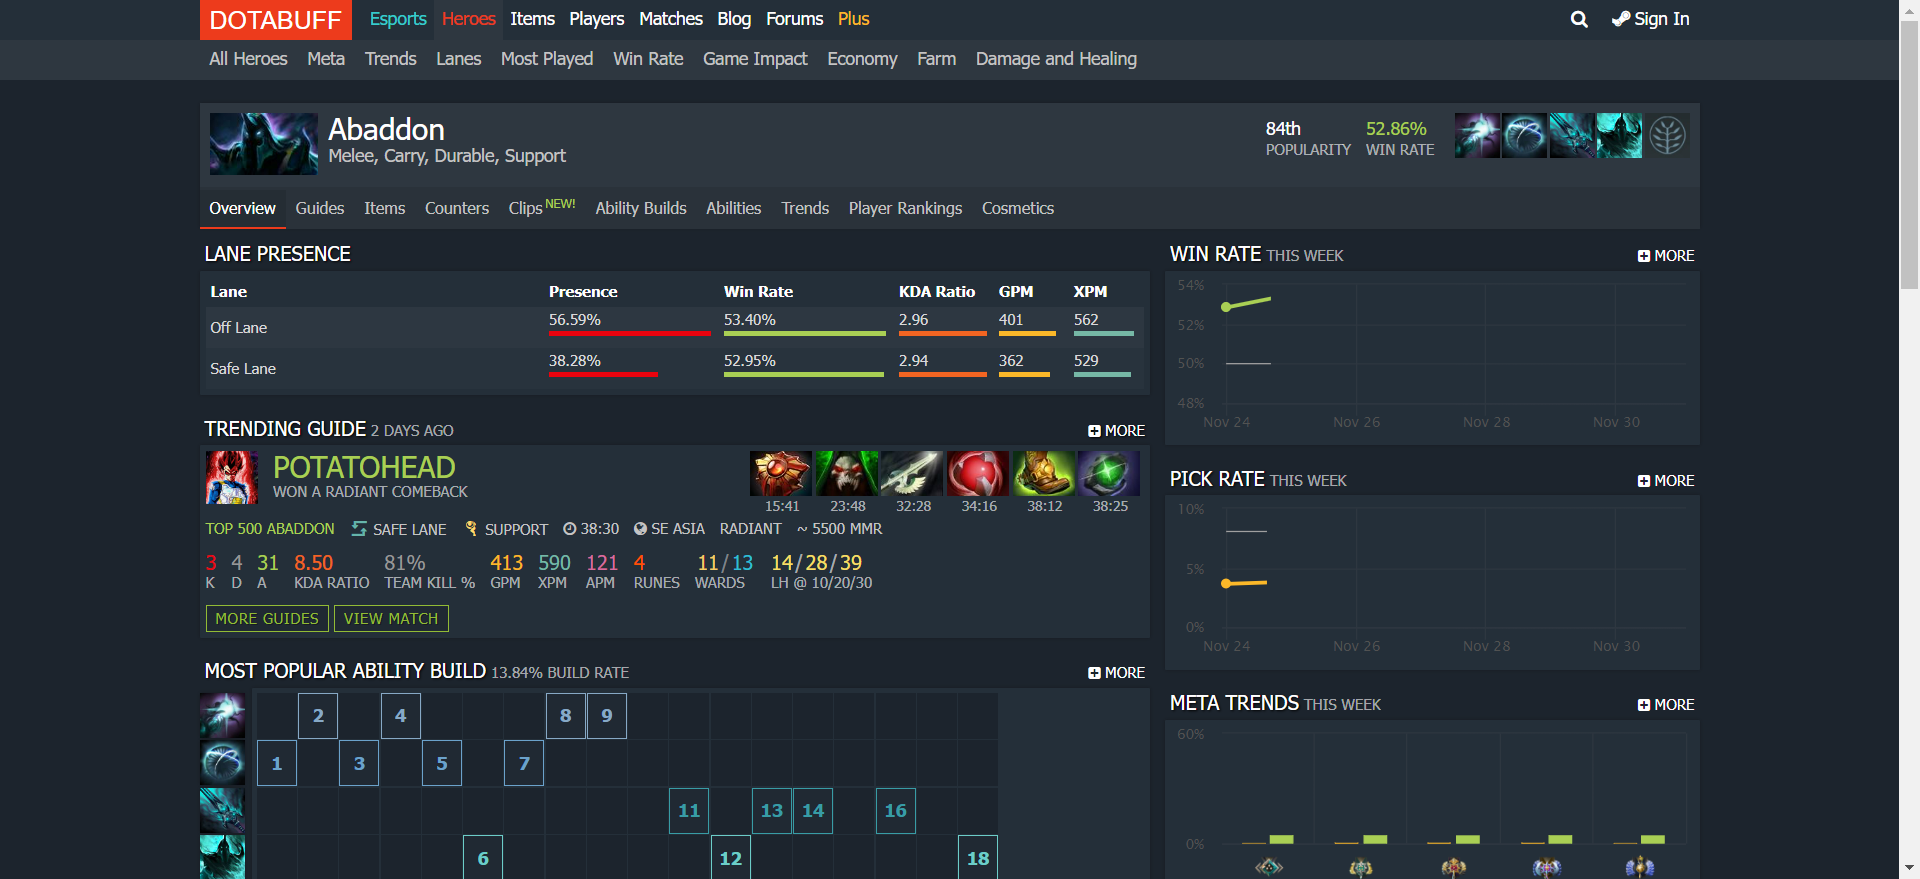 DOTABUFF Esports Heroes Items Players Matches Blog Forums Plus Sign In
All Heroes Meta Trends Lanes Most Played Win Rate Game Impact Economy Farm Damage and Healing
Abaddon
Melee, Carry, Durable, Support
84th 52.86%
POPULARITY WIN RATE
Overview Guides Items Counters Clips NEW! Ability Builds Abilities Trends Player Rankings Cosmetics
LANE PRESENCE
Lane Presence Win Rate KDA Ratio GPM XPM
Off Lane 56.59% 53.40% 2.96 401 562
Safe Lane 38.28% 52.95% 2.94 362 529
TRENDING GUIDE 2 DAYS AGO MORE
POTATOHEAD
WON A RADIANT COMEBACK
15:41 23:48 32:28 34:16 38:12 38:25
TOP 500 ABADDON SAFE LANE SUPPORT 38:30 SE ASIA RADIANT ~ 5500 MMR
3 4 31 8.50 81% 413 590 121 4 11/13 14/28/39
K D A KDA RATIO TEAM KILL % GPM XPM APM RUNES WARDS LH @ 10/20/30
MORE GUIDES VIEW MATCH
MOST POPULAR ABILITY BUILD 13.84% BUILD RATE MORE
2 4 8 9
1 3 5 7
11 13 14 16
6 12 18
WIN RATE THIS WEEK MORE
54%
52%
50%
48%
Nov 24 Nov 26 Nov 28 Nov 30
PICK RATE THIS WEEK MORE
10%
5%
0%
Nov 24 Nov 26 Nov 28 Nov 30
META TRENDS THIS WEEK MORE
60%
0%